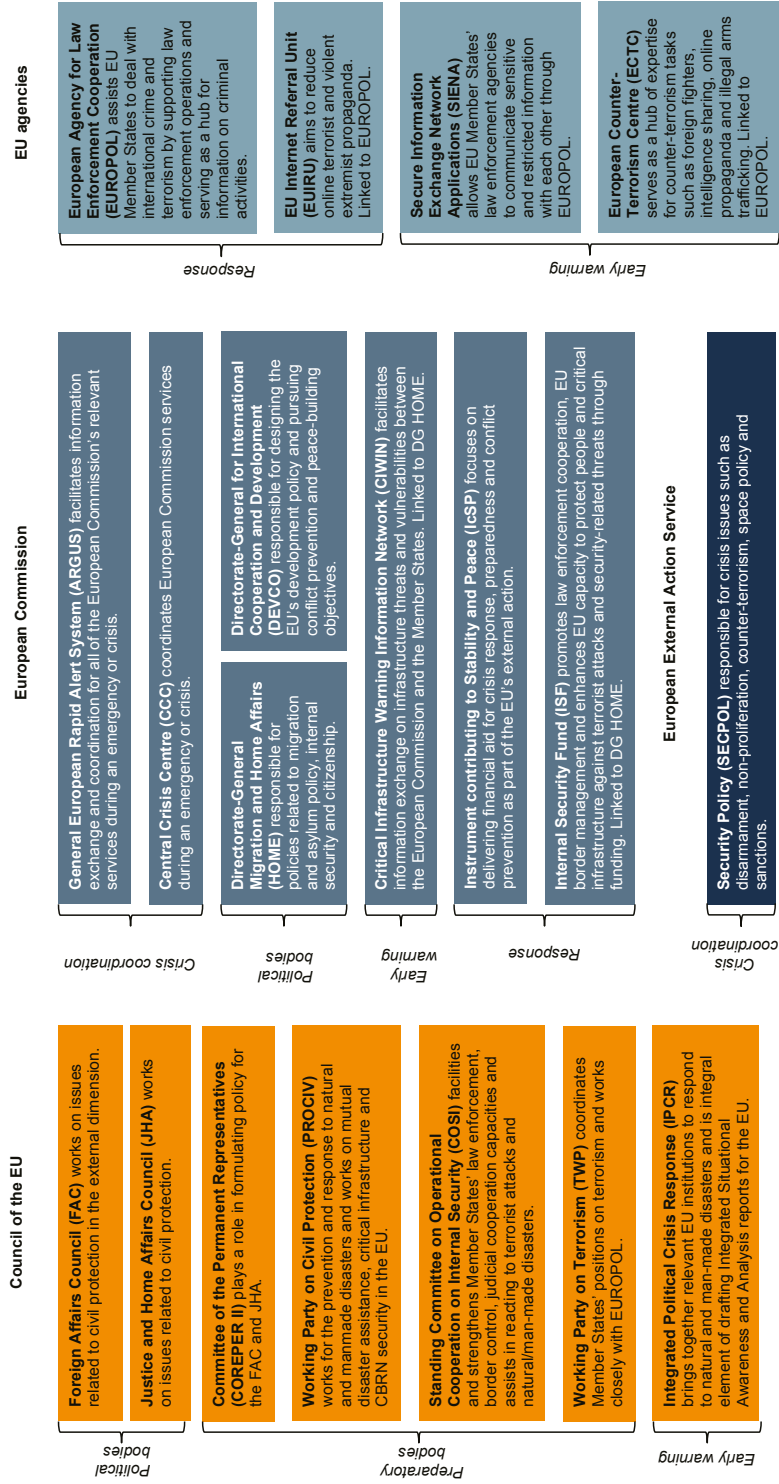 Council of the EU
Political
bodies
Foreign Affairs Council (FAC) works on issues
related to civil protection in the external dimension.
Justice and Home Affairs Council (JHA) works
on issues related to civil protection.
Preparatory
bodies
Committee of the Permanent Representatives
(COREPER II) plays a role in formulating policy for
the FAC and JHA.
Working Party on Civil Protection (PROCIV)
works for the prevention and response to natural
and manmade disasters and works on mutual
disaster assistance, critical infrastructure and
CBRN security in the EU.
Standing Committee on Operational
Cooperation on Internal Security (COSI) facilities
and strengthens Member States' law enforcement,
border control, judicial cooperation capacities and
assists in reacting to terrorist attacks and
natural/man-made disasters.
Working Party on Terrorism (TWP) coordinates
Member States' positions on terrorism and works
closely with EUROPOL.
Early warning
Integrated Political Crisis Response (IPCR)
brings together relevant EU institutions to respond
to natural and man-made disasters and is integral
element of drafting Integrated Situational
Awareness and Analysis reports for the EU.
European Commission
Crisis coordination
General European Rapid Alert System (ARGUS) facilitates information
exchange and coordination for all of the European Commission's relevant
services during an emergency or crisis.
Central Crisis Centre (CCC) coordinates European Commission services
during an emergency or crisis.
Political
bodies
Directorate-General
Migration and Home Affairs
(HOME) responsible for
policies related to migration
and asylum policy, internal
security and citizenship.
Directorate-General for International
Cooperation and Development
(DEVCO) responsible for designing the
EU's development policy and pursuing
conflict prevention and peace-building
objectives.
Early
warning
Critical Infrastructure Warning Information Network (CIWIN) facilitates
information exchange on infrastructure threats and vulnerabilities between
the European Commission and the Member States. Linked to DG HOME.
Response
Instrument contributing to Stability and Peace (IcSP) focuses on
delivering financial aid for crisis response, preparedness and conflict
prevention as part of the EU's external action.
Internal Security Fund (ISF) promotes law enforcement cooperation, EU
border management and enhances EU capacity to protect people and critical
infrastructure against terrorist attacks and security-related threats through
funding. Linked to DG HOME.
European External Action Service
Crisis
coordination
Security Policy (SECPOL) responsible for crisis issues such as
disarmament, non-proliferation, counter-terrorism, space policy and
sanctions.
EU agencies
Response
European Agency for Law
Enforcement Cooperation
(EUROPOL) assists EU
Member States to deal with
international crime and
terrorism by supporting law
enforcement operations and
serving as a hub for
information on criminal
activities.
EU Internet Referral Unit
(EUIRU) aims to reduce
online terrorist and violent
extremist propaganda.
Linked to EUROPOL.
Early warning
Secure Information
Exchange Network
Applications (SIENA)
allows EU Member States'
law enforcement agencies
to communicate sensitive
and restricted information
with each other through
EUROPOL.
European Counter-
Terrorism Centre (ECTC)
serves as a hub of expertise
for counter-terrorism tasks
such as foreign fighters,
intelligence sharing, online
propaganda and illegal arms
trafficking. Linked to
EUROPOL.